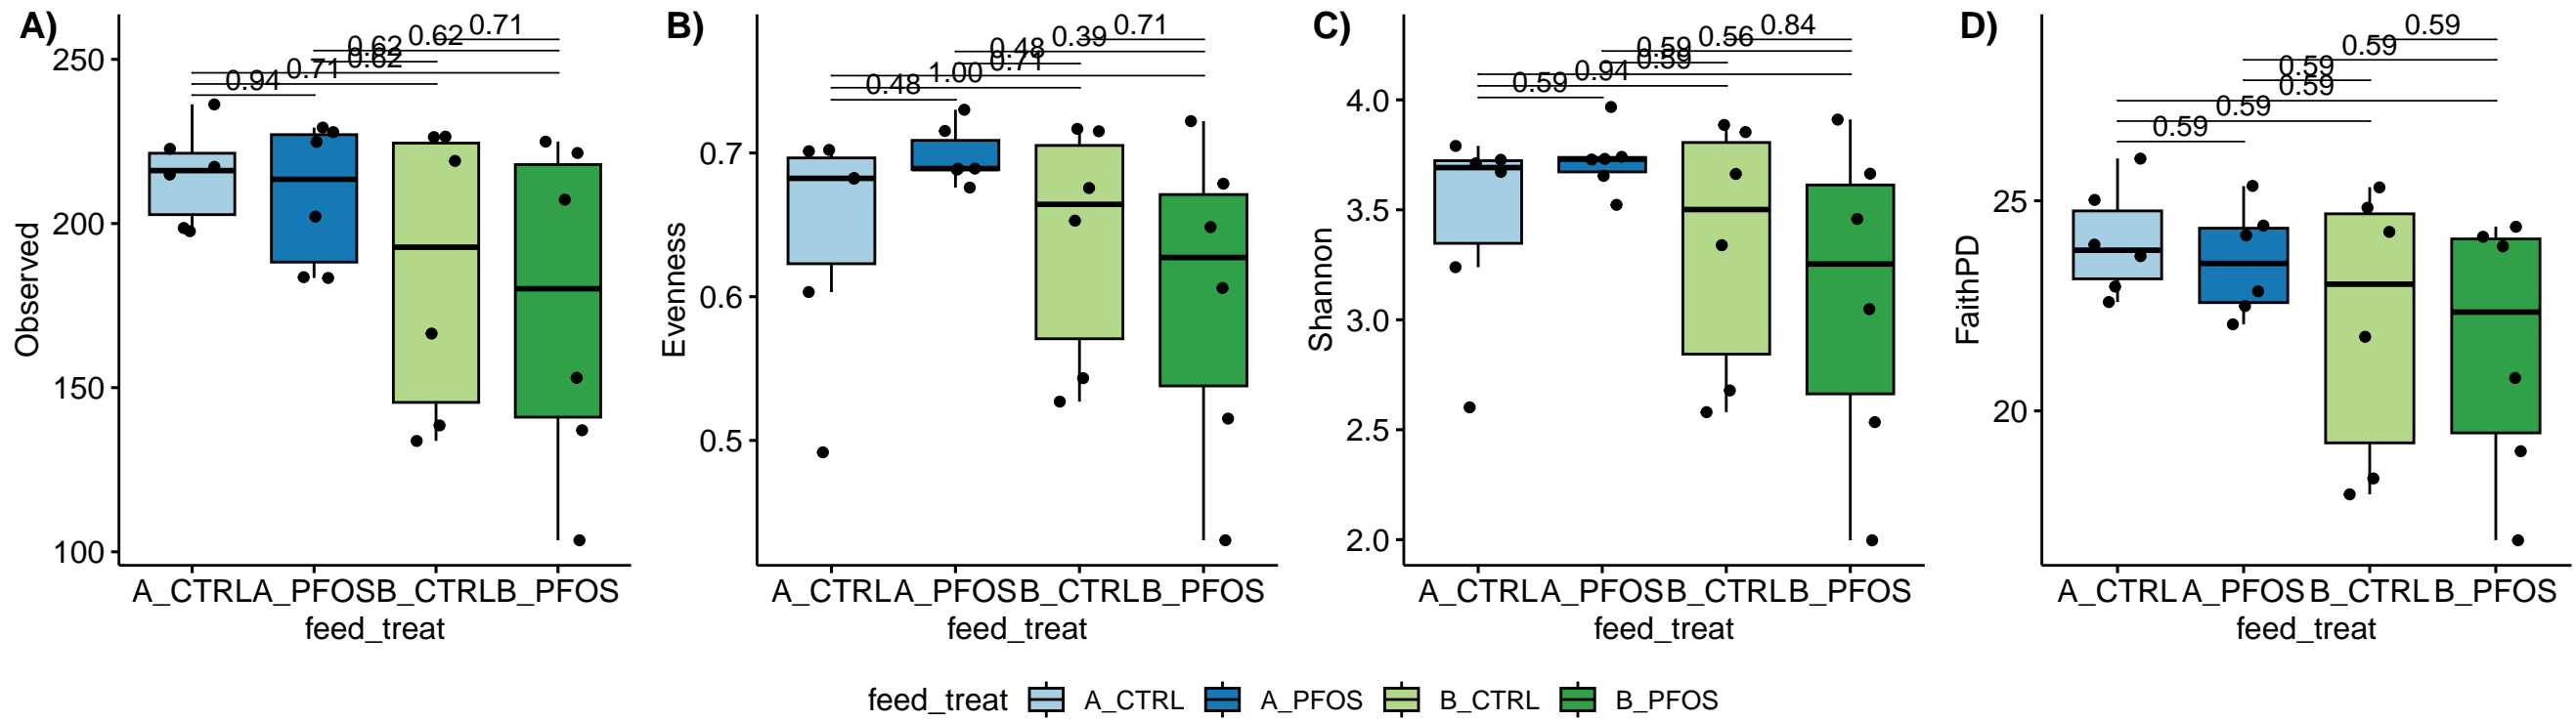 A)
0.71
0.62
0.62
0.62
0.71
0.94
250
200
150
100
Observed
A_CTRL A_PFOS B_CTRL B_PFOS
feed_treat
B)
0.71
0.39
0.48
0.71
1.00
0.48
0.7
0.6
0.5
Evenness
A_CTRL A_PFOS B_CTRL B_PFOS
feed_treat
C)
0.84
0.56
0.59
0.59
0.94
0.59
4.0
3.5
3.0
2.5
2.0
Shannon
A_CTRL A_PFOS B_CTRL B_PFOS
feed_treat
D)
0.59
0.59
0.59
0.59
0.59
0.59
25
20
FaithPD
A_CTRL A_PFOS B_CTRL B_PFOS
feed_treat
feed_treat A_CTRL A_PFOS B_CTRL B_PFOS